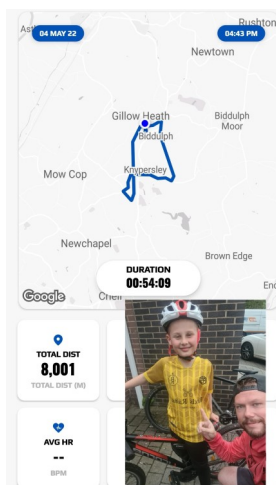 04 MAY 22
Rushton
04:43 PM
Newtown
Gillow Heath
Biddulph
Biddulph
Moor
Mow Cop
Knypersley
Newchapel
Brown Edge
DURATION
00:54:09
Google
TOTAL DIST
8,001
TOTAL DIST (M)
AVG HR
--
BPM